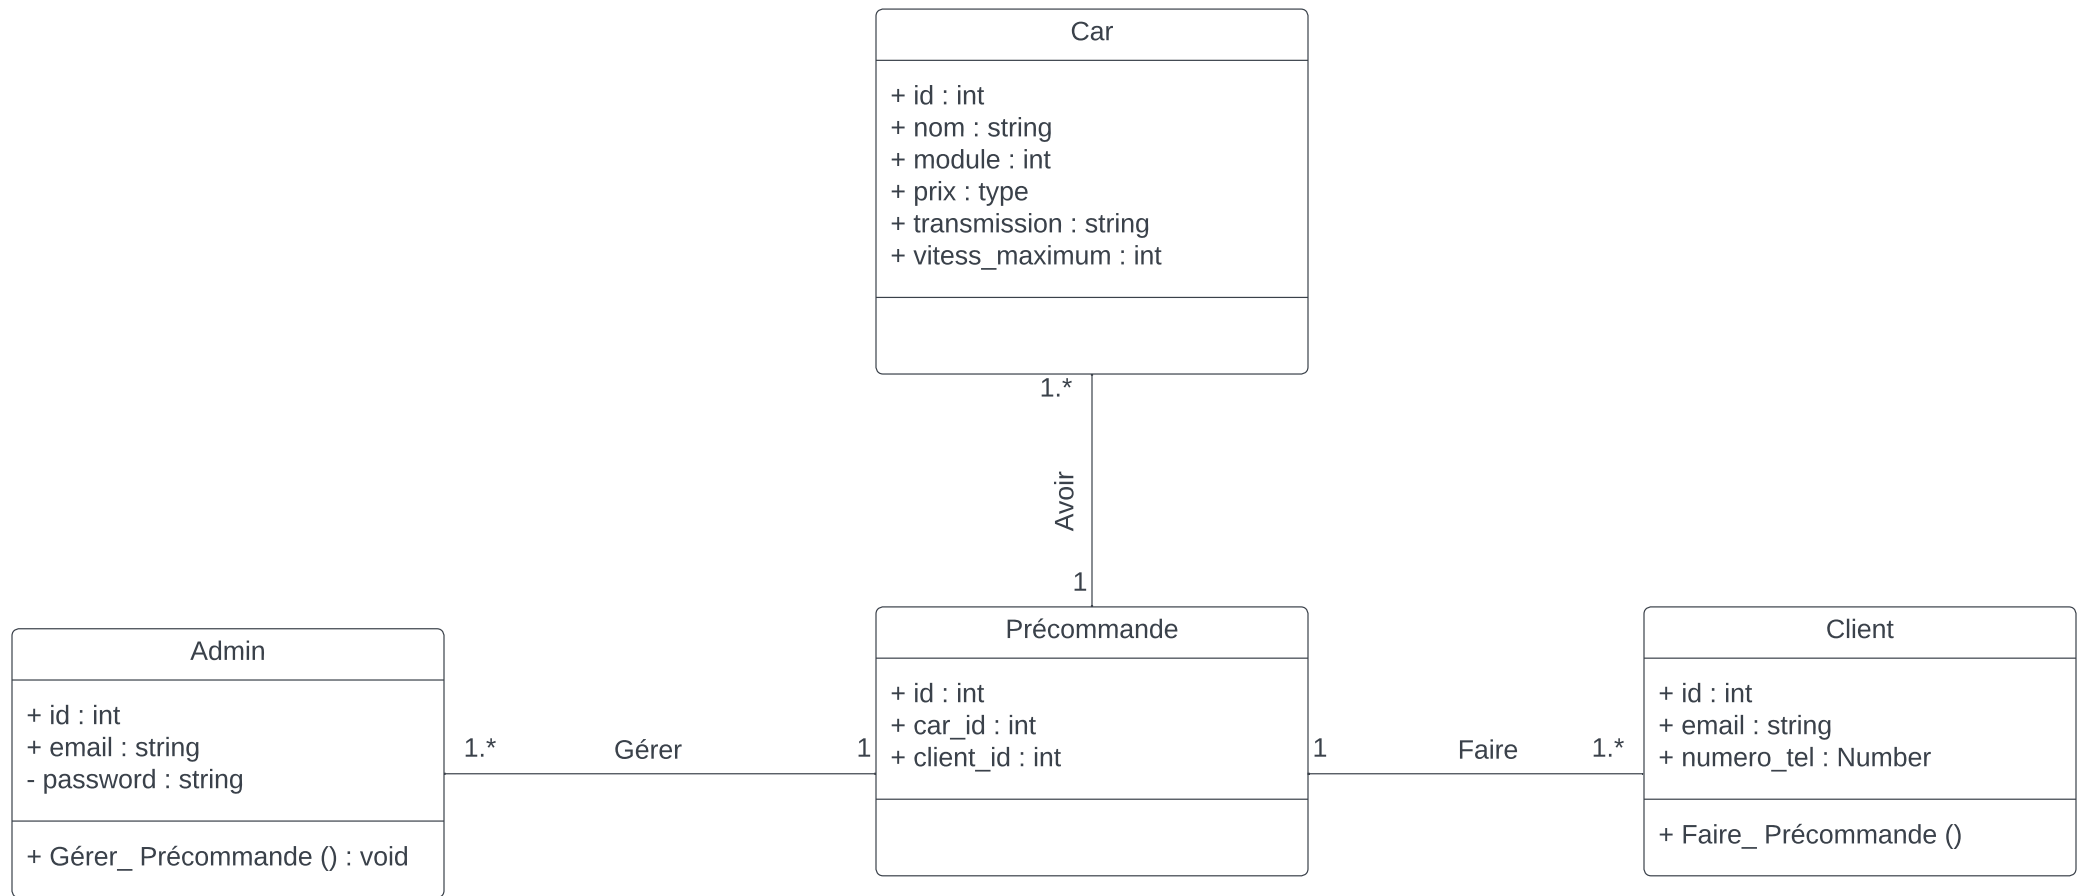 Car
+ id : int
+ nom : string
+ module : int
+ prix : type
+ transmission : string
+ vitess_maximum : int
1.*
Avoir
1
Admin
+ id : int
+ email : string
- password : string
+ Gérer_ Précommande () : void
1.*
Gérer
1
Précommande
+ id : int
+ car_id : int
+ client_id : int
1
Faire
1.*
Client
+ id : int
+ email : string
+ numero_tel : Number
+ Faire_ Précommande ()